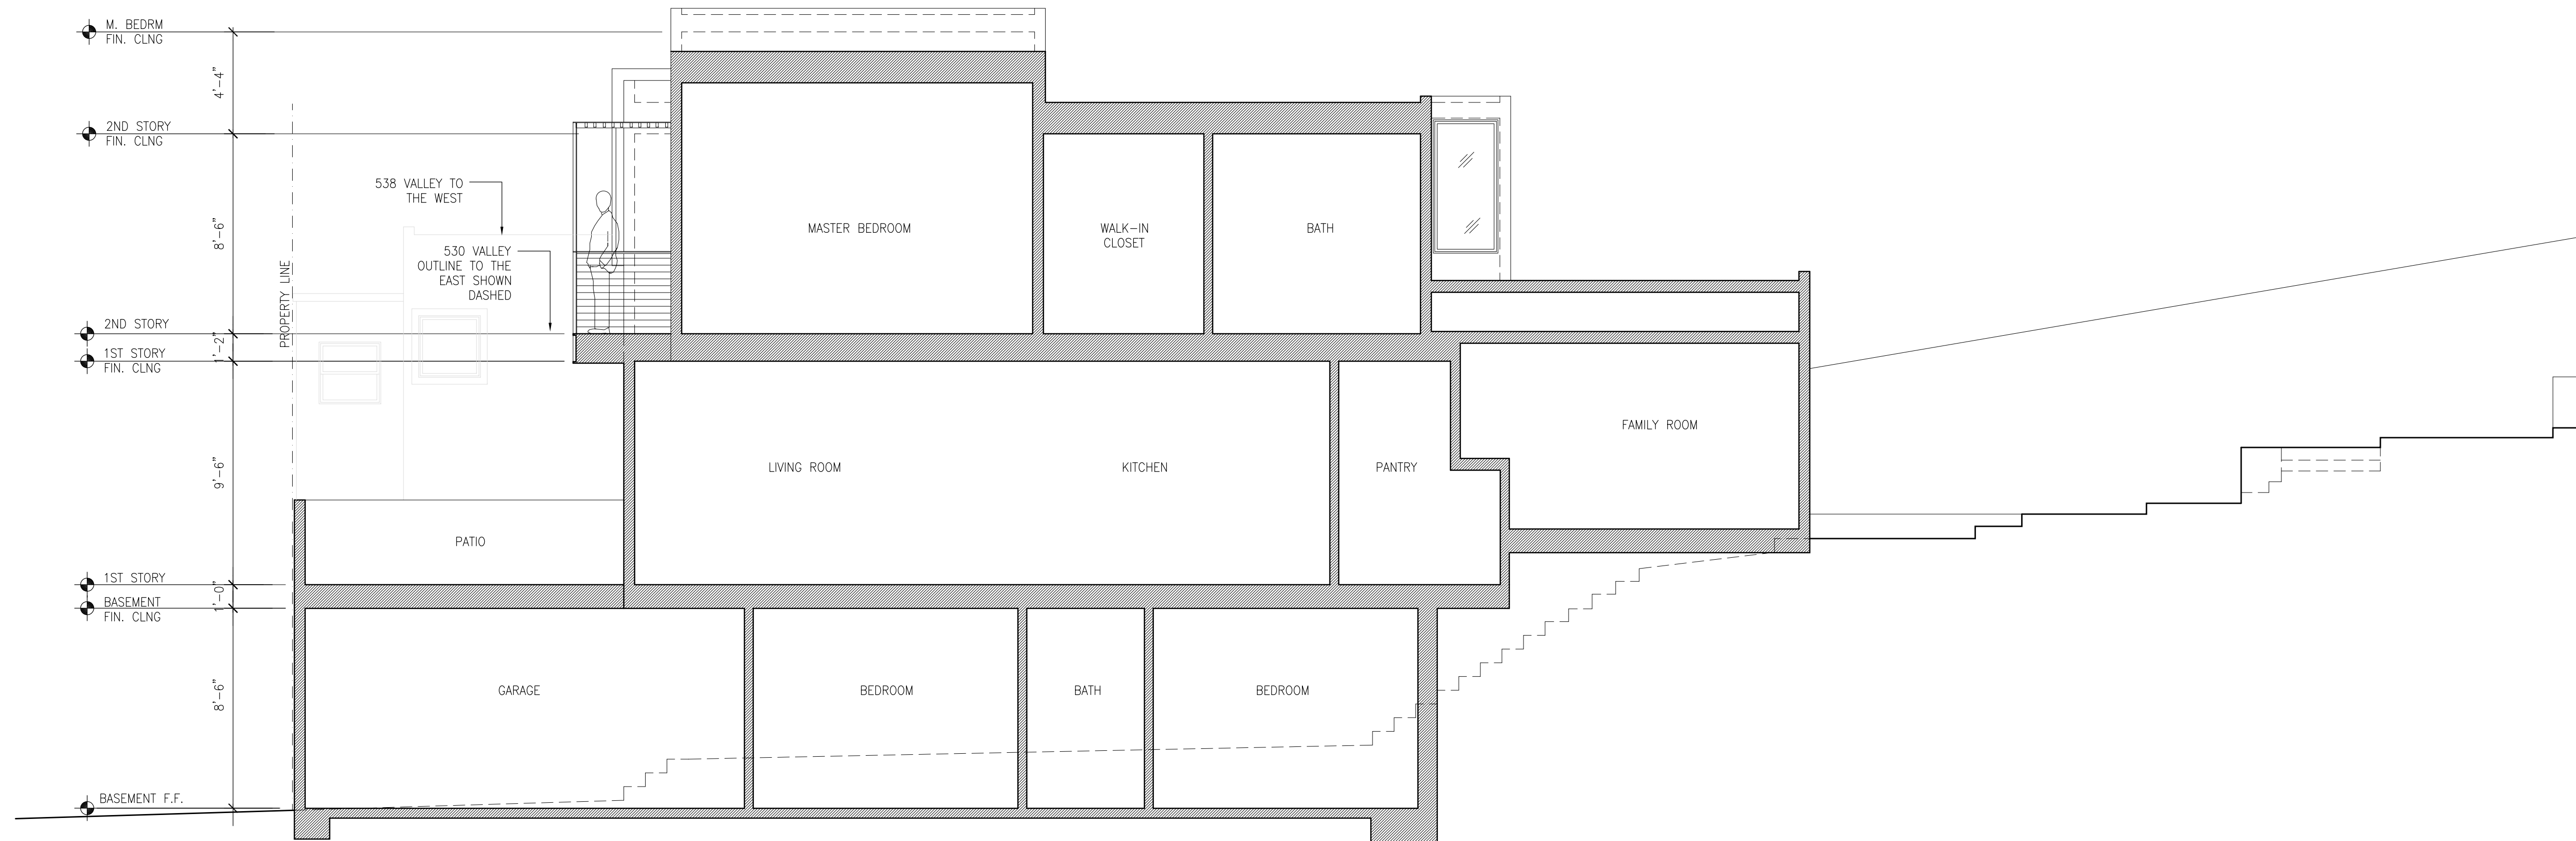 M. BEDRM
FIN. CLNG
4'-4"
2ND STORY
FIN. CLNG
8'-6"
538 VALLEY TO
THE WEST
530 VALLEY
OUTLINE TO THE
EAST SHOWN
DASHED
PROPERTY LINE
MASTER BEDROOM
WALK-IN
CLOSET
BATH
2ND STORY
1'-2"
1ST STORY
FIN. CLNG
9'-6"
LIVING ROOM
KITCHEN
PANTRY
FAMILY ROOM
PATIO
1ST STORY
1'-0"
BASEMENT
FIN. CLNG
8'-6"
GARAGE
BEDROOM
BATH
BEDROOM
BASEMENT F.F.